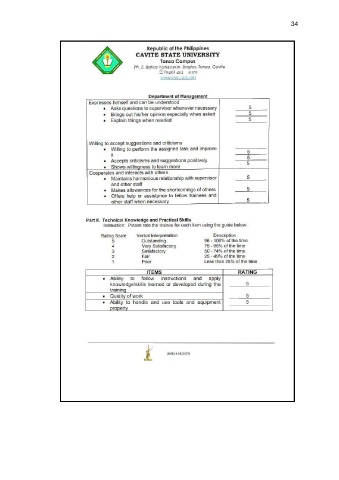 34
Republic of the Philippines
CAVITE STATE UNIVERSITY
Tanza Campus
Department of Management
Expresses himself and can be understood
• Asks questions to supervisor whenever necessary 5
• Brings out his/her opinion especially when asked 5
• Explain things when needed 5
Willing to accept suggestions and criticisms
• Willing to perform the assigned task and improve it 5
• Accepts criticisms and suggestions positively 5
• Shows willingness to learn more 5
Cooperates and interacts with others
• Maintains harmonious relationship with supervisor and other staff 5
• Makes allowances for the shortcomings of others 5
• Offers help or assistance to fellow trainees and other staff when necessary 5
Part II. Technical Knowledge and Practical Skills
Instruction: Please rate the trainee for each item using the guide below:
Rating Scale Verbal Interpretation Description
5 Outstanding 96 - 100% of the time
4 Very Satisfactory 75 - 95% of the time
3 Satisfactory 50 - 74% of the time
2 Fair 25 - 49% of the time
1 Poor Less than 25% of the time
ITEMS RATING
• Ability to follow instructions and apply
knowledge/skills learned or developed during the 5
training
• Quality of work 5
• Ability to handle and use tools and equipment 5
properly